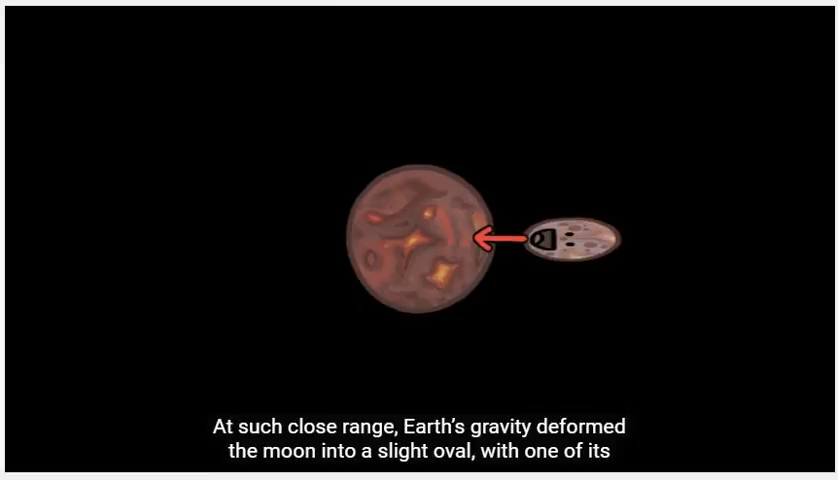 At such close range, Earth’s gravity deformed
the moon into a slight oval, with one of its